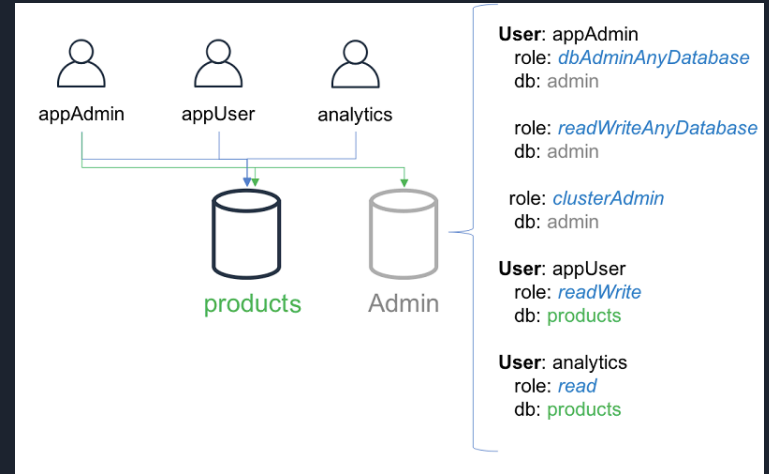 appAdmin
appUser
analytics
products
Admin
User: appAdmin
role: dbAdminAnyDatabase
db: admin
role: readWriteAnyDatabase
db: admin
role: clusterAdmin
db: admin
User: appUser
role: readWrite
db: products
User: analytics
role: read
db: products